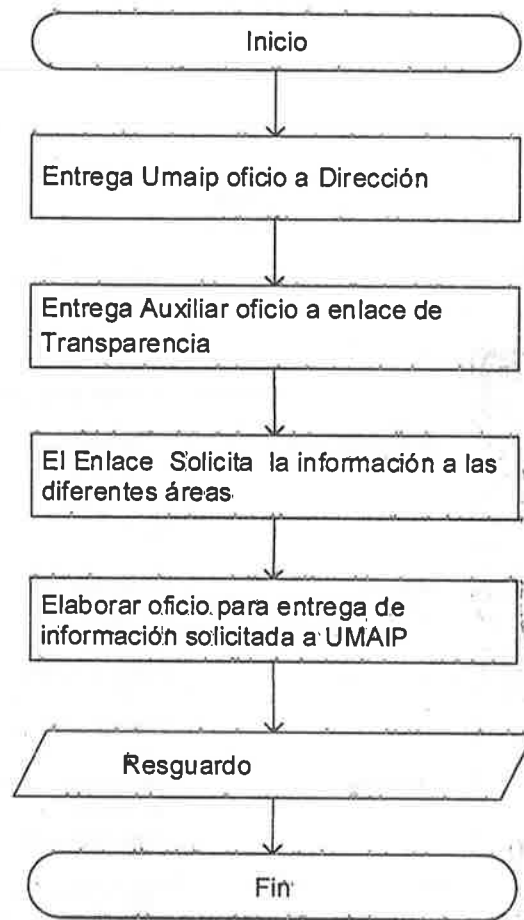 Inicio
Entrega Umaip oficio a Dirección
Entrega Auxiliar oficio a enlace de
Transparencia
El Enlace Solicita la información a las
diferentes áreas
Elaborar oficio para entrega de
información solicitada a UMAIP
Resguardo
Fin